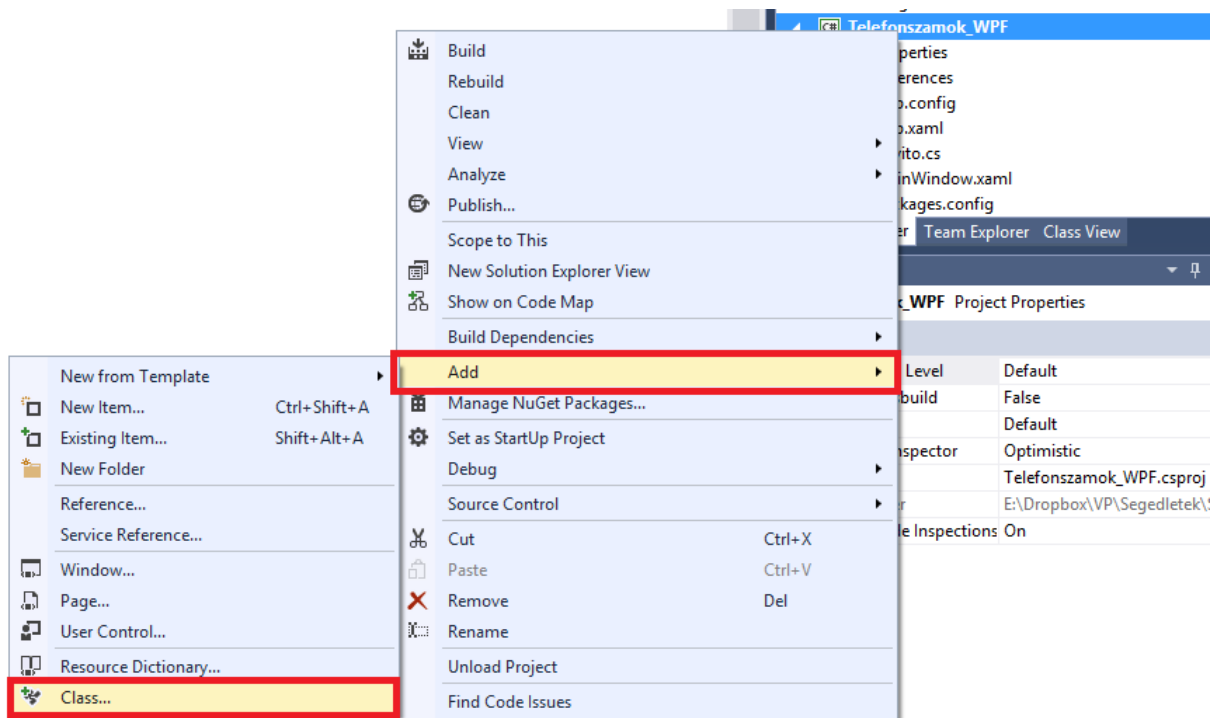 C# Telefonszamok_WPF
perties
erences
.config
.xaml
ito.cs
inWindow.xaml
kages.config
er Team Explorer Class View
_WPF Project Properties
Level Default
build False
Default
nspector Optimistic
Telefonszamok_WPF.csproj
er E:\Dropbox\VP\Segedletek\
le Inspections On
Build
Rebuild
Clean
View
Analyze
Publish...
Scope to This
New Solution Explorer View
Show on Code Map
Build Dependencies
Add
Manage NuGet Packages...
Set as StartUp Project
Debug
Source Control
Cut Ctrl+X
Paste Ctrl+V
Remove Del
Rename
Unload Project
Find Code Issues
New from Template
New Item... Ctrl+Shift+A
Existing Item... Shift+Alt+A
New Folder
Reference...
Service Reference...
Window...
Page...
User Control...
Resource Dictionary...
Class...